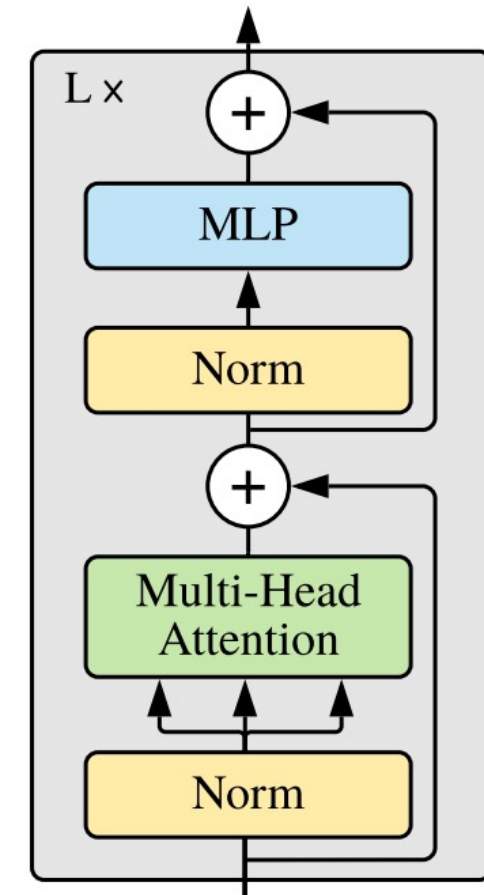 L ×
+
MLP
Norm
+
Multi-Head
Attention
Norm